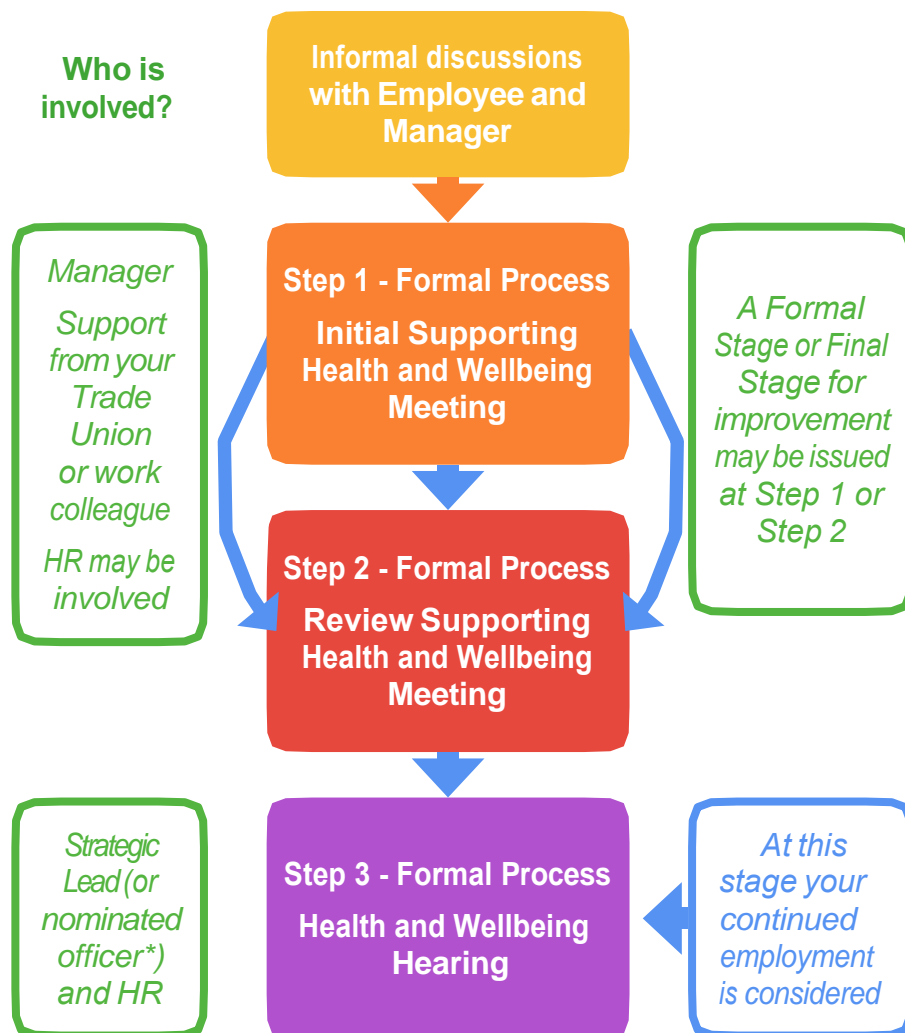 Who is
involved?
Informal discussions
with Employee and
Manager
Manager
Support
from your
Trade
Union
or work
colleague
HR may be
involved
Step 1 - Formal Process
Initial Supporting
Health and Wellbeing
Meeting
A Formal
Stage or Final
Stage for
improvement
may be issued
at Step 1 or
Step 2
Step 2 - Formal Process
Review Supporting
Health and Wellbeing
Meeting
Strategic
Lead (or
nominated
officer*)
and HR
Step 3 - Formal Process
Health and Wellbeing
Hearing
At this
stage your
continued
employment
is considered